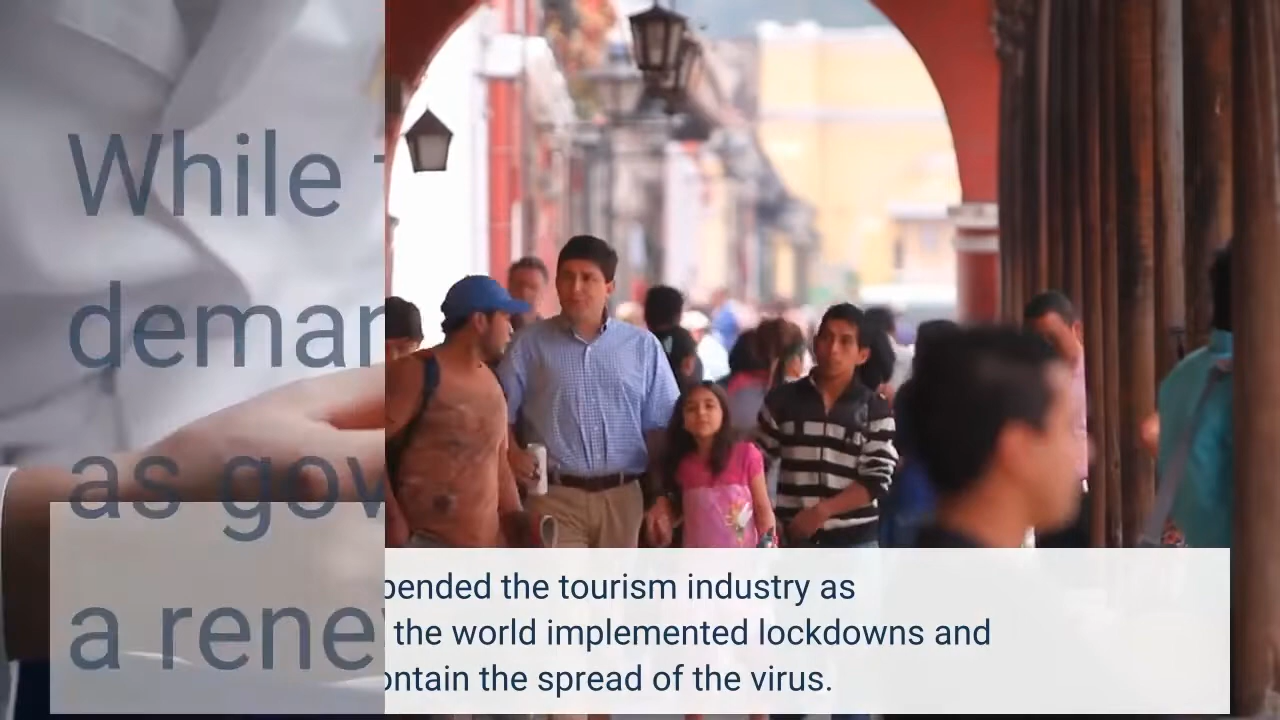 While
demar
as gov
a rene
pended the tourism industry as
the world implemented lockdowns and
ontain the spread of the virus.